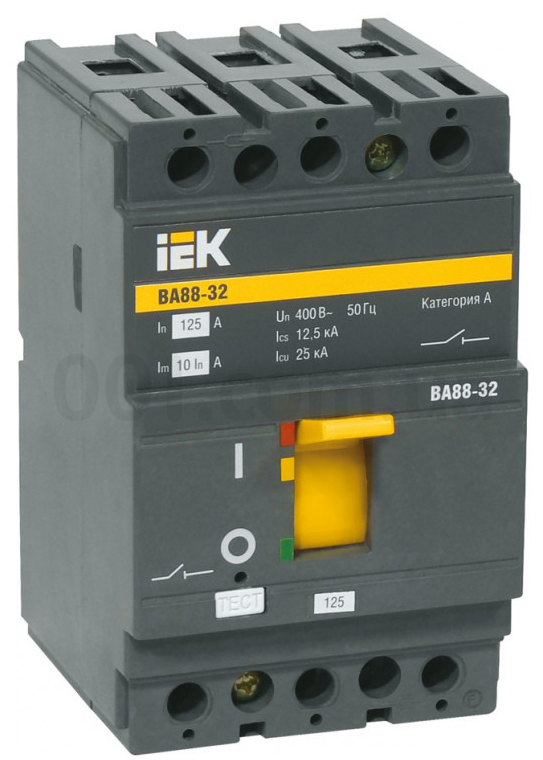 IEK
ВА88-32
In 125 А
Im 10 In А
Un 400 В~ 50 Гц
Ics 12,5 кА
Icu 25 кА
Категория А
ВА88-32
I
O
ТЕСТ
125